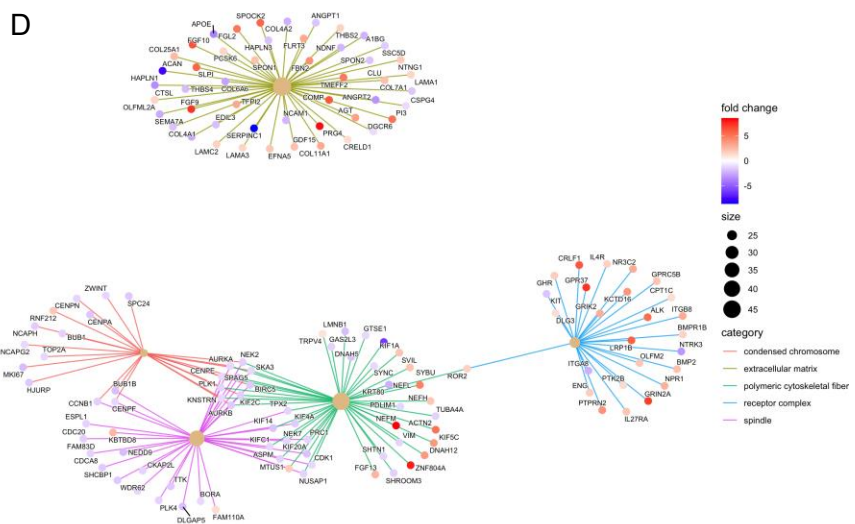 D
SPOCK2
ANGPT1
APOE
FGL2
COL4A2
THBS2
FGF10
HAPLN3
FLRT3
NDNF
A1BG
COL25A1
PCSK6
SPON1
FBN2
SPON2
SSC5D
ACAN
SLPI
TMEFF2
CLU
NTNG1
HAPLN1
THBS4
COL6A6
COL7A1
LAMA1
CTSL
COMP
ANGPT2
OLFML2A
FGF9
TFPI2
AGT
CSPG4
SEMA7A
EDIL3
NCAM1
PI3
COL4A1
SERPINC1
PRG4
DGCR6
LAMC2
GDF15
CRELD1
LAMA3
EFNA5
COL11A1
fold change
5
0
-5
size
25
30
35
40
45
category
condensed chromosome
extracellular matrix
polymeric cytoskeletal fiber
receptor complex
spindle
ZWINT
SPC24
CENPN
RNF212
CENPA
NCAPH
BUB1
NCAPG2
TOP2A
MKI67
HJURP
BUB1B
CCNB1
CENPF
AURKA
NEK2
CENPE
SKA3
PLK1
SPAG5
BIRC5
KNSTRN
KIF2C
TPX2
AURKB
KIF14
KIF4A
NEK7
PRC1
KIFC1
KIF20A
ASPM
CDK1
MTUS1
NUSAP1
ESPL1
CDC20
KBTBD8
FAM83D
NEDD9
CDCA8
CKAP2L
SHCBP1
TTK
WDR62
BORA
PLK4
FAM110A
DLGAP5
LMNB1
GTSE1
TRPV4
GAS2L3
KIF1A
DNAH5
SVIL
SYNC
SYBU
NEFL
KRT80
NEFH
PDLIM1
TUBA4A
NEFM
ACTN2
VIM
KIF5C
DNAH12
SHTN1
ZNF804A
FGF13
SHROOM3
ROR2
CRLF1
IL4R
NR3C2
GHR
GPR37
GPRC5B
KIT
KCTD16
CPT1C
GRIK2
DLG3
ALK
ITGB8
BMPR1B
LRP1B
NTRK3
OLFM2
ITGA8
BMP2
PTK2B
NPR1
ENG
GRIN2A
PTPRN2
IL27RA